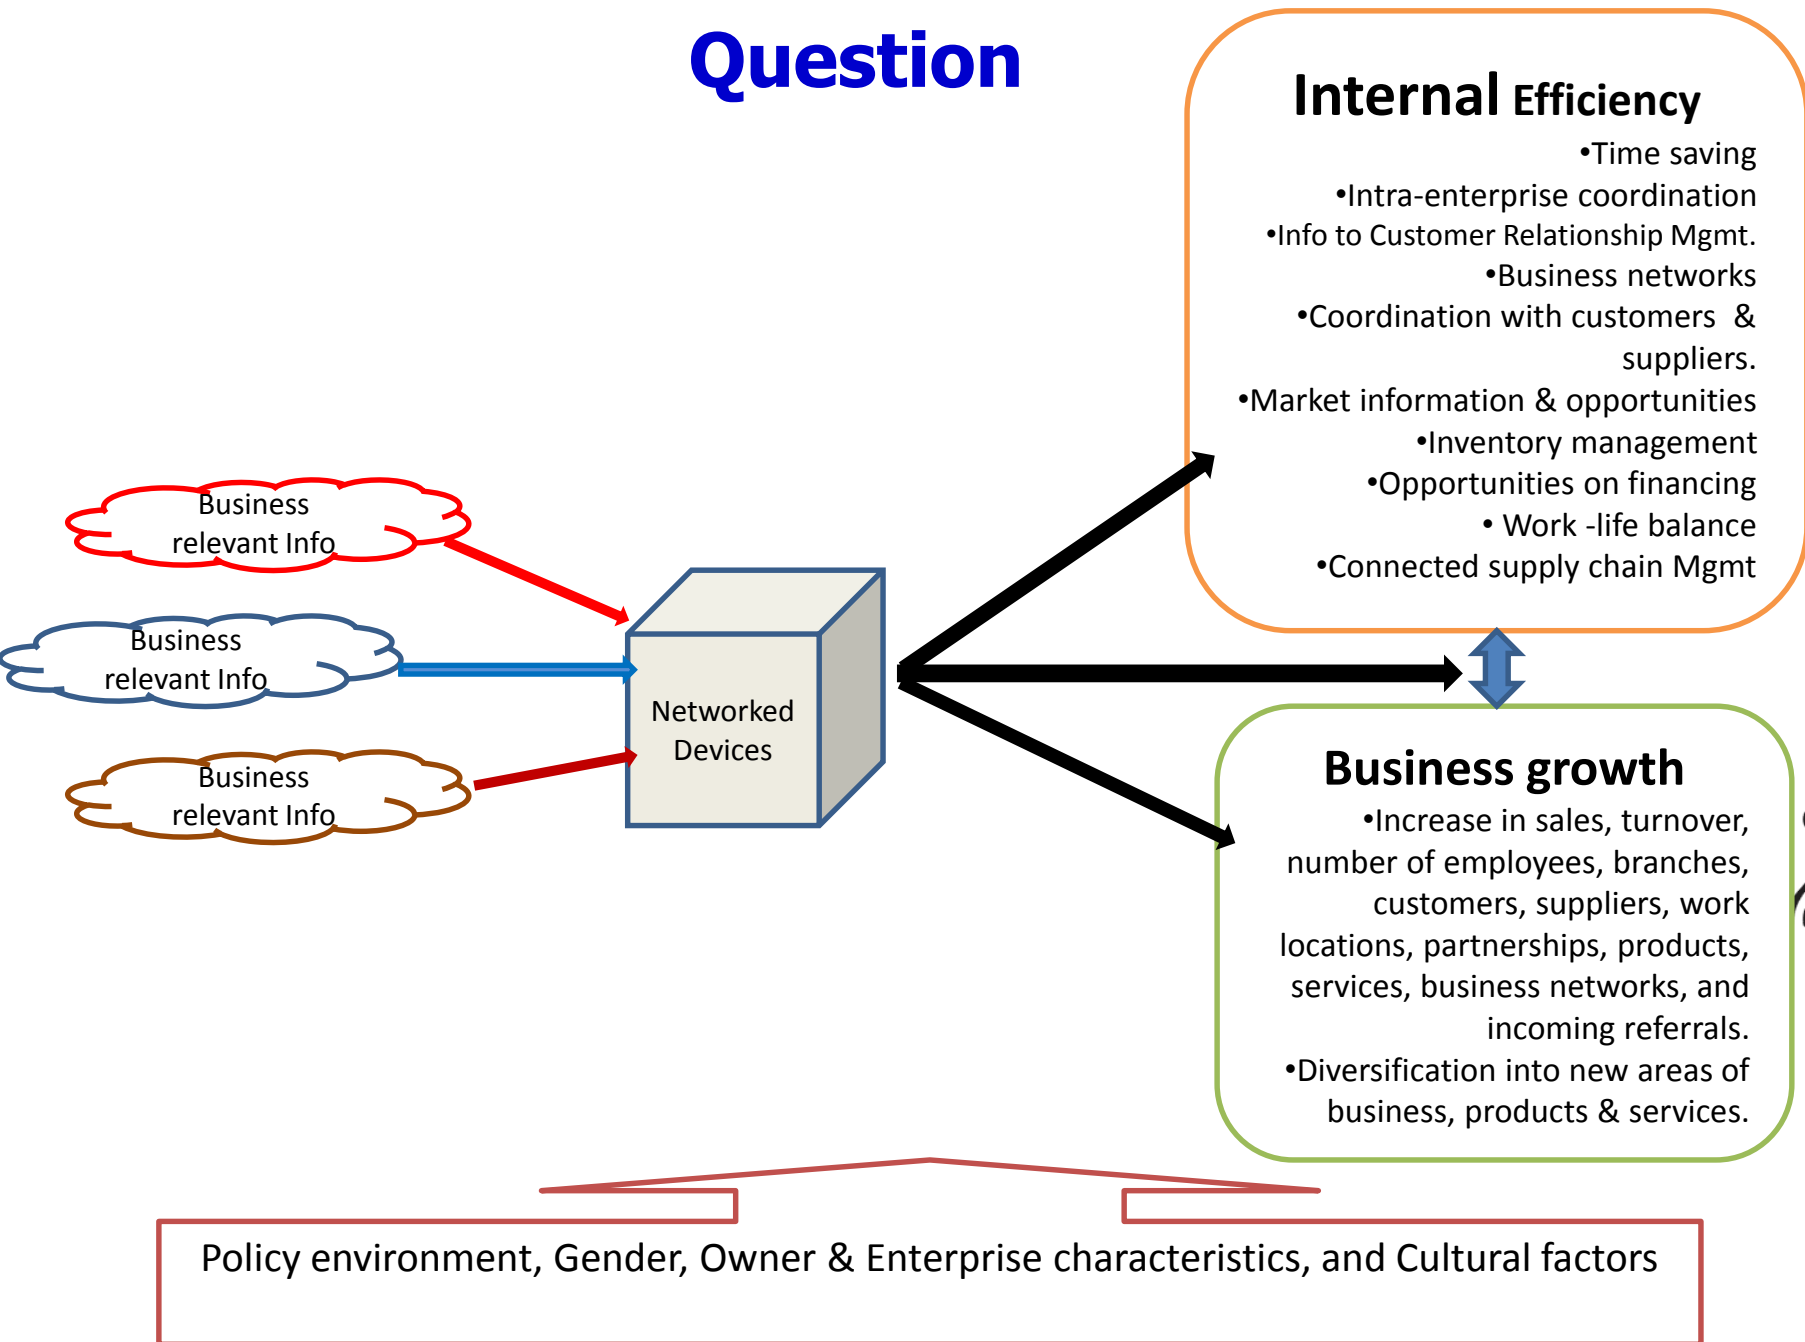 Question
Internal Efficiency
•Time saving
•Intra-enterprise coordination
•Info to Customer Relationship Mgmt.
•Business networks
•Coordination with customers &
suppliers.
•Market information & opportunities
•Inventory management
•Opportunities on financing
• Work -life balance
•Connected supply chain Mgmt
Business
relevant Info
Business
relevant Info
Business
relevant Info
Networked
Devices
Business growth
•Increase in sales, turnover,
number of employees, branches,
customers, suppliers, work
locations, partnerships, products,
services, business networks, and
incoming referrals.
•Diversification into new areas of
business, products & services.
Policy environment, Gender, Owner & Enterprise characteristics, and Cultural factors